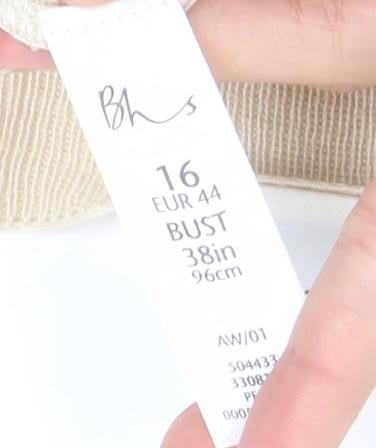 Bhs
16
EUR 44
BUST
38in
96cm
AW/01